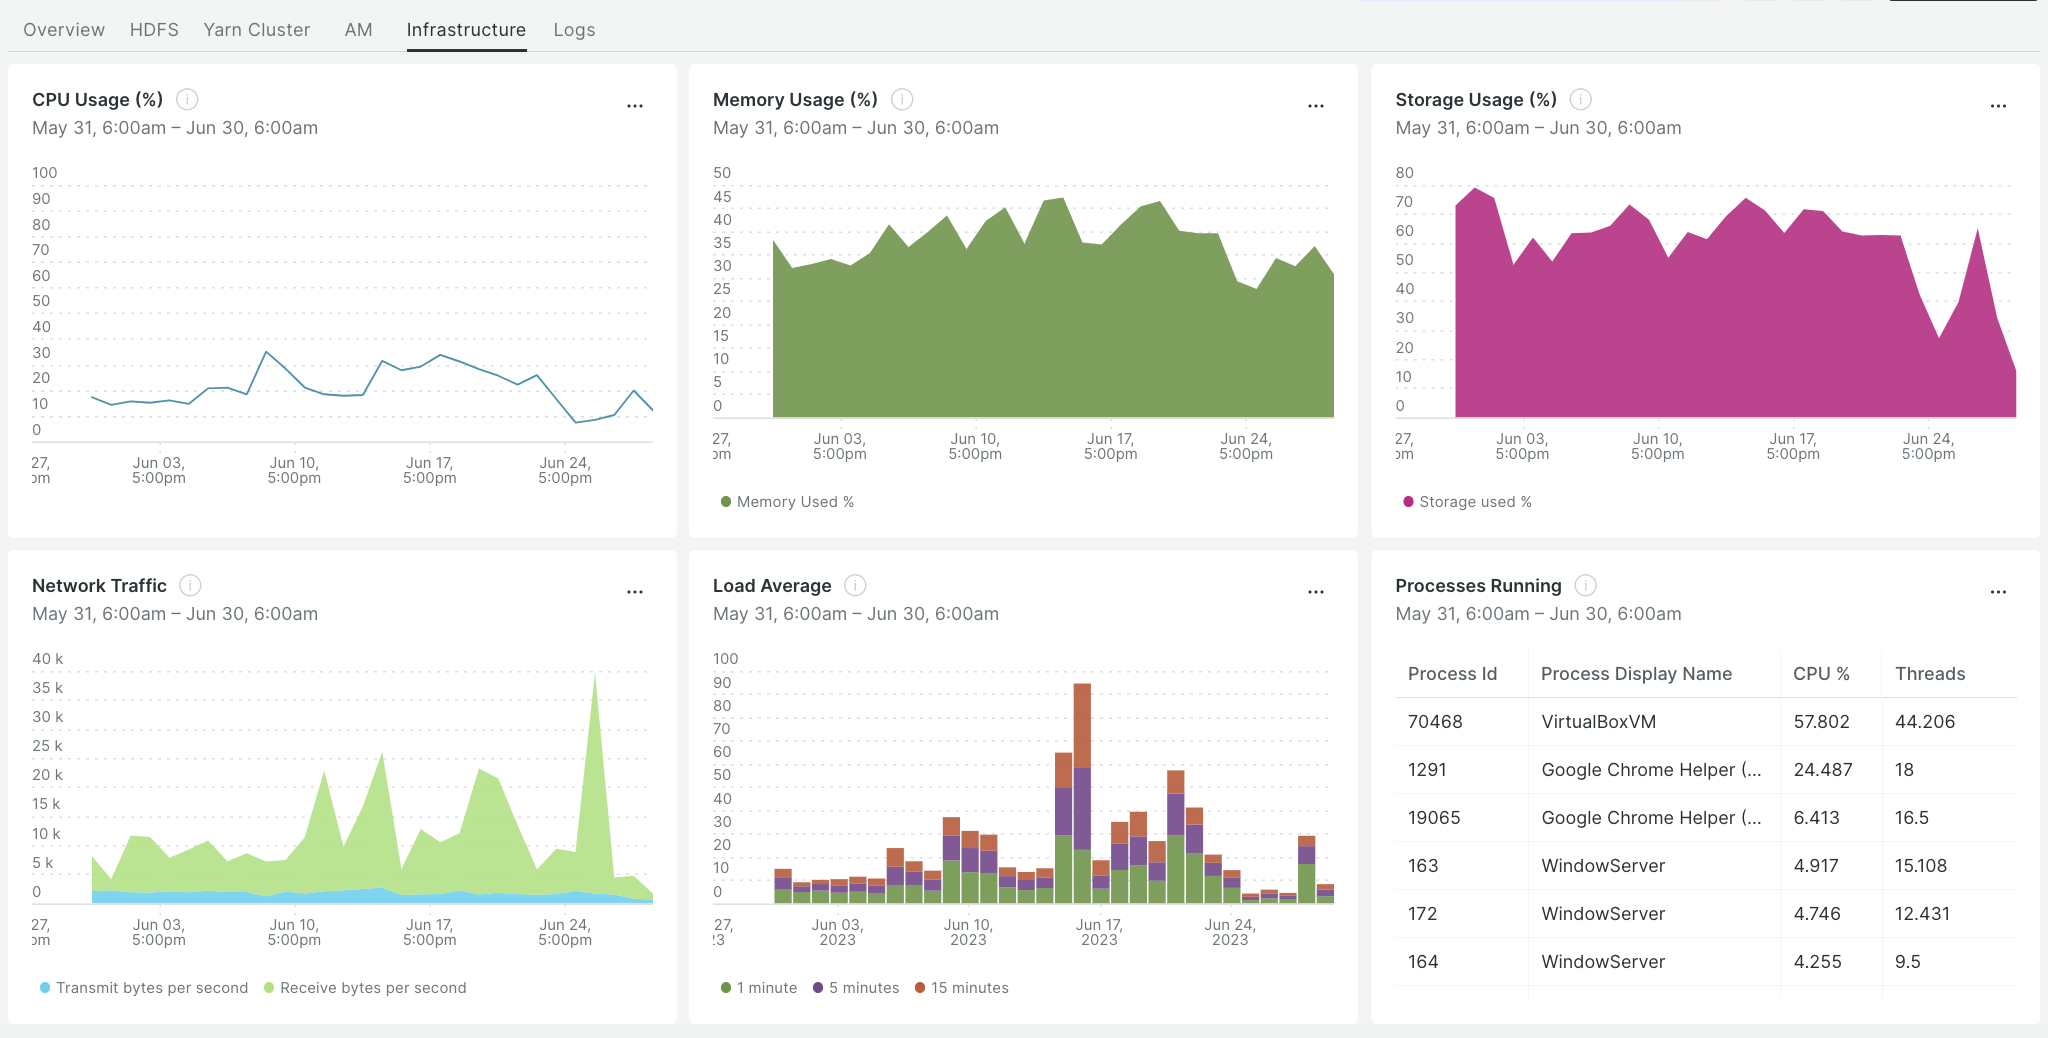 Overview HDFS Yarn Cluster AM Infrastructure Logs
CPU Usage (%)
May 31, 6:00am – Jun 30, 6:00am
100
90
80
70
60
50
40
30
20
10
0
27, Jun 03, Jun 10, Jun 17, Jun 24,
pm 5:00pm 5:00pm 5:00pm 5:00pm
Memory Usage (%)
May 31, 6:00am – Jun 30, 6:00am
50
45
40
35
30
25
20
15
10
5
0
27, Jun 03, Jun 10, Jun 17, Jun 24,
pm 5:00pm 5:00pm 5:00pm 5:00pm
Memory Used %
Storage Usage (%)
May 31, 6:00am – Jun 30, 6:00am
80
70
60
50
40
30
20
10
0
27, Jun 03, Jun 10, Jun 17, Jun 24,
pm 5:00pm 5:00pm 5:00pm 5:00pm
Storage used %
Network Traffic
May 31, 6:00am – Jun 30, 6:00am
40 k
35 k
30 k
25 k
20 k
15 k
10 k
5 k
0
27, Jun 03, Jun 10, Jun 17, Jun 24,
pm 5:00pm 5:00pm 5:00pm 5:00pm
Transmit bytes per second Receive bytes per second
Load Average
May 31, 6:00am – Jun 30, 6:00am
100
90
80
70
60
50
40
30
20
10
0
27, Jun 03, Jun 10, Jun 17, Jun 24,
23 2023 2023 2023 2023
1 minute 5 minutes 15 minutes
Processes Running
May 31, 6:00am – Jun 30, 6:00am
Process Id Process Display Name CPU % Threads
70468 VirtualBoxVM 57.802 44.206
1291 Google Chrome Helper (... 24.487 18
19065 Google Chrome Helper (... 6.413 16.5
163 WindowServer 4.917 15.108
172 WindowServer 4.746 12.431
164 WindowServer 4.255 9.5